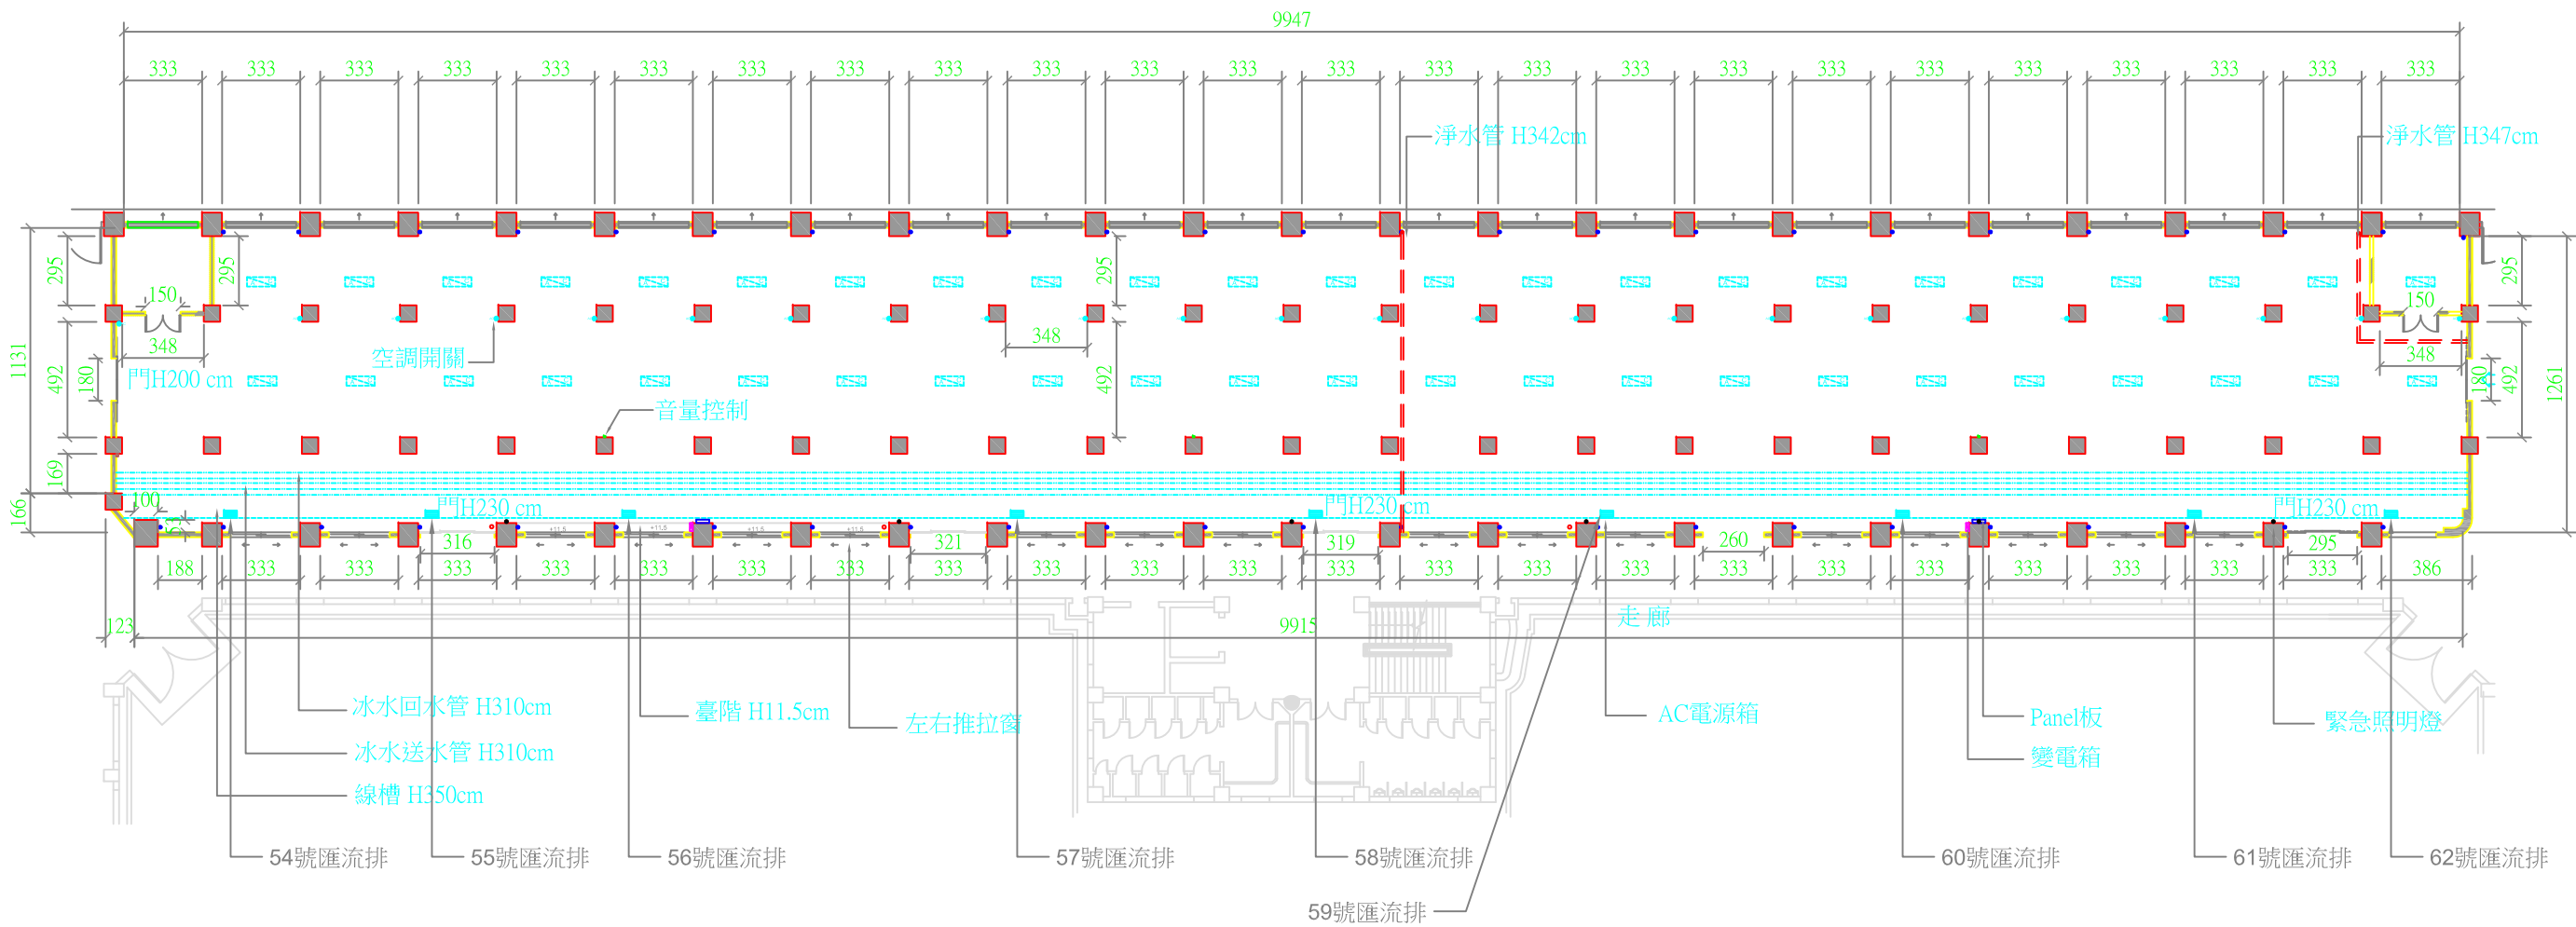 9947
333 333 333 333 333 333 333 333 333 333 333 333 333 333 333 333 333 333 333 333 333 333 333 333
淨水管 H342cm
淨水管 H347cm
295
295
295
295
150
150
348
348
348
空調開關
門H200 cm
1131
492
180
492
180
492
1261
音量控制
169
166
100
門H230 cm
門H230 cm
門H230 cm
+11,5
+11,5
+11,5
+11,5
316
321
319
260
295
188 333 333 333 333 333 333 333 333 333 333 333 333 333 333 333 333 333 333 333 333 333 333 386
走 廊
123
9915
冰水回水管 H310cm
臺階 H11.5cm
左右推拉窗
AC電源箱
Panel板
緊急照明燈
冰水送水管 H310cm
變電箱
線槽 H350cm
54號匯流排
55號匯流排
56號匯流排
57號匯流排
58號匯流排
60號匯流排
61號匯流排
62號匯流排
59號匯流排